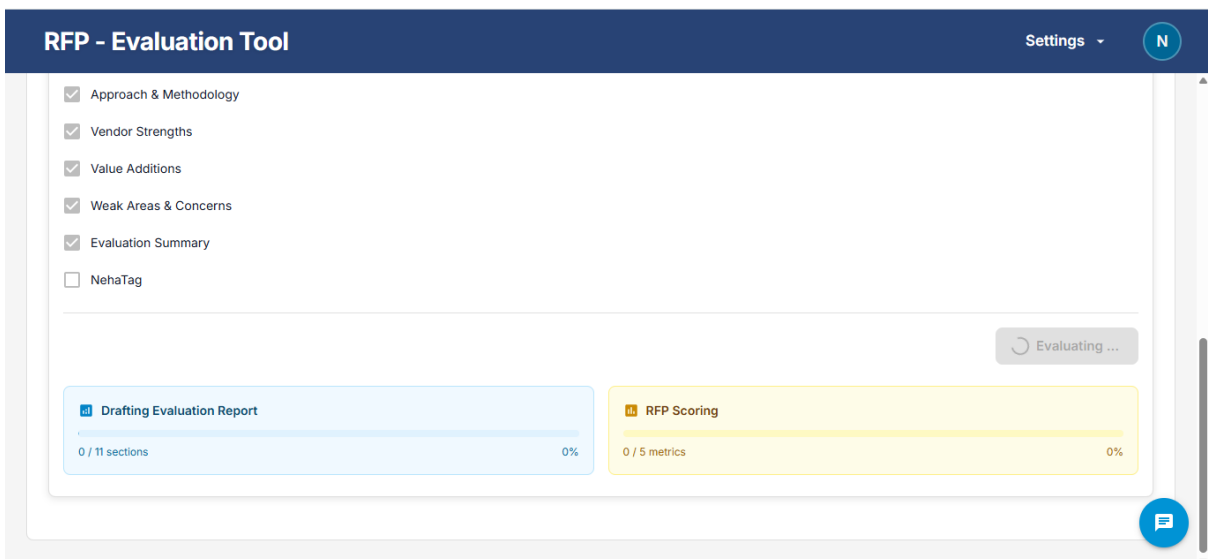 RFP - Evaluation Tool
Settings
N
Approach & Methodology
Vendor Strengths
Value Additions
Weak Areas & Concerns
Evaluation Summary
NehaTag
Evaluating ...
Drafting Evaluation Report
0 / 11 sections 0%
RFP Scoring
0 / 5 metrics 0%